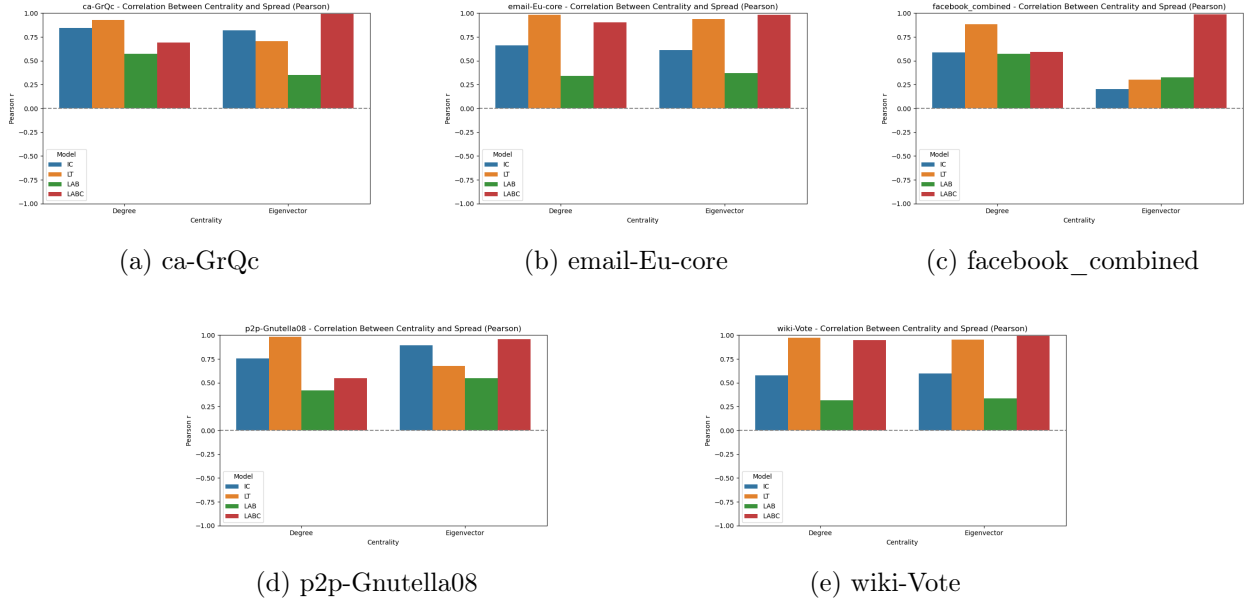 ca-GrQc - Correlation Between Centrality and Spread (Pearson)
1.00
0.75
0.50
0.25
0.00
−0.25
−0.50
−0.75
−1.00
Pearson r
Model
IC
LT
LAB
LABC
Degree
Eigenvector
Centrality
(a) ca-GrQc
email-Eu-core - Correlation Between Centrality and Spread (Pearson)
1.00
0.75
0.50
0.25
0.00
−0.25
−0.50
−0.75
−1.00
Pearson r
Model
IC
LT
LAB
LABC
Degree
Eigenvector
Centrality
(b) email-Eu-core
facebook_combined - Correlation Between Centrality and Spread (Pearson)
1.00
0.75
0.50
0.25
0.00
−0.25
−0.50
−0.75
−1.00
Pearson r
Model
IC
LT
LAB
LABC
Degree
Eigenvector
Centrality
(c) facebook_combined
p2p-Gnutella08 - Correlation Between Centrality and Spread (Pearson)
1.00
0.75
0.50
0.25
0.00
−0.25
−0.50
−0.75
−1.00
Pearson r
Model
IC
LT
LAB
LABC
Degree
Eigenvector
Centrality
(d) p2p-Gnutella08
wiki-Vote - Correlation Between Centrality and Spread (Pearson)
1.00
0.75
0.50
0.25
0.00
−0.25
−0.50
−0.75
−1.00
Pearson r
Model
IC
LT
LAB
LABC
Degree
Eigenvector
Centrality
(e) wiki-Vote